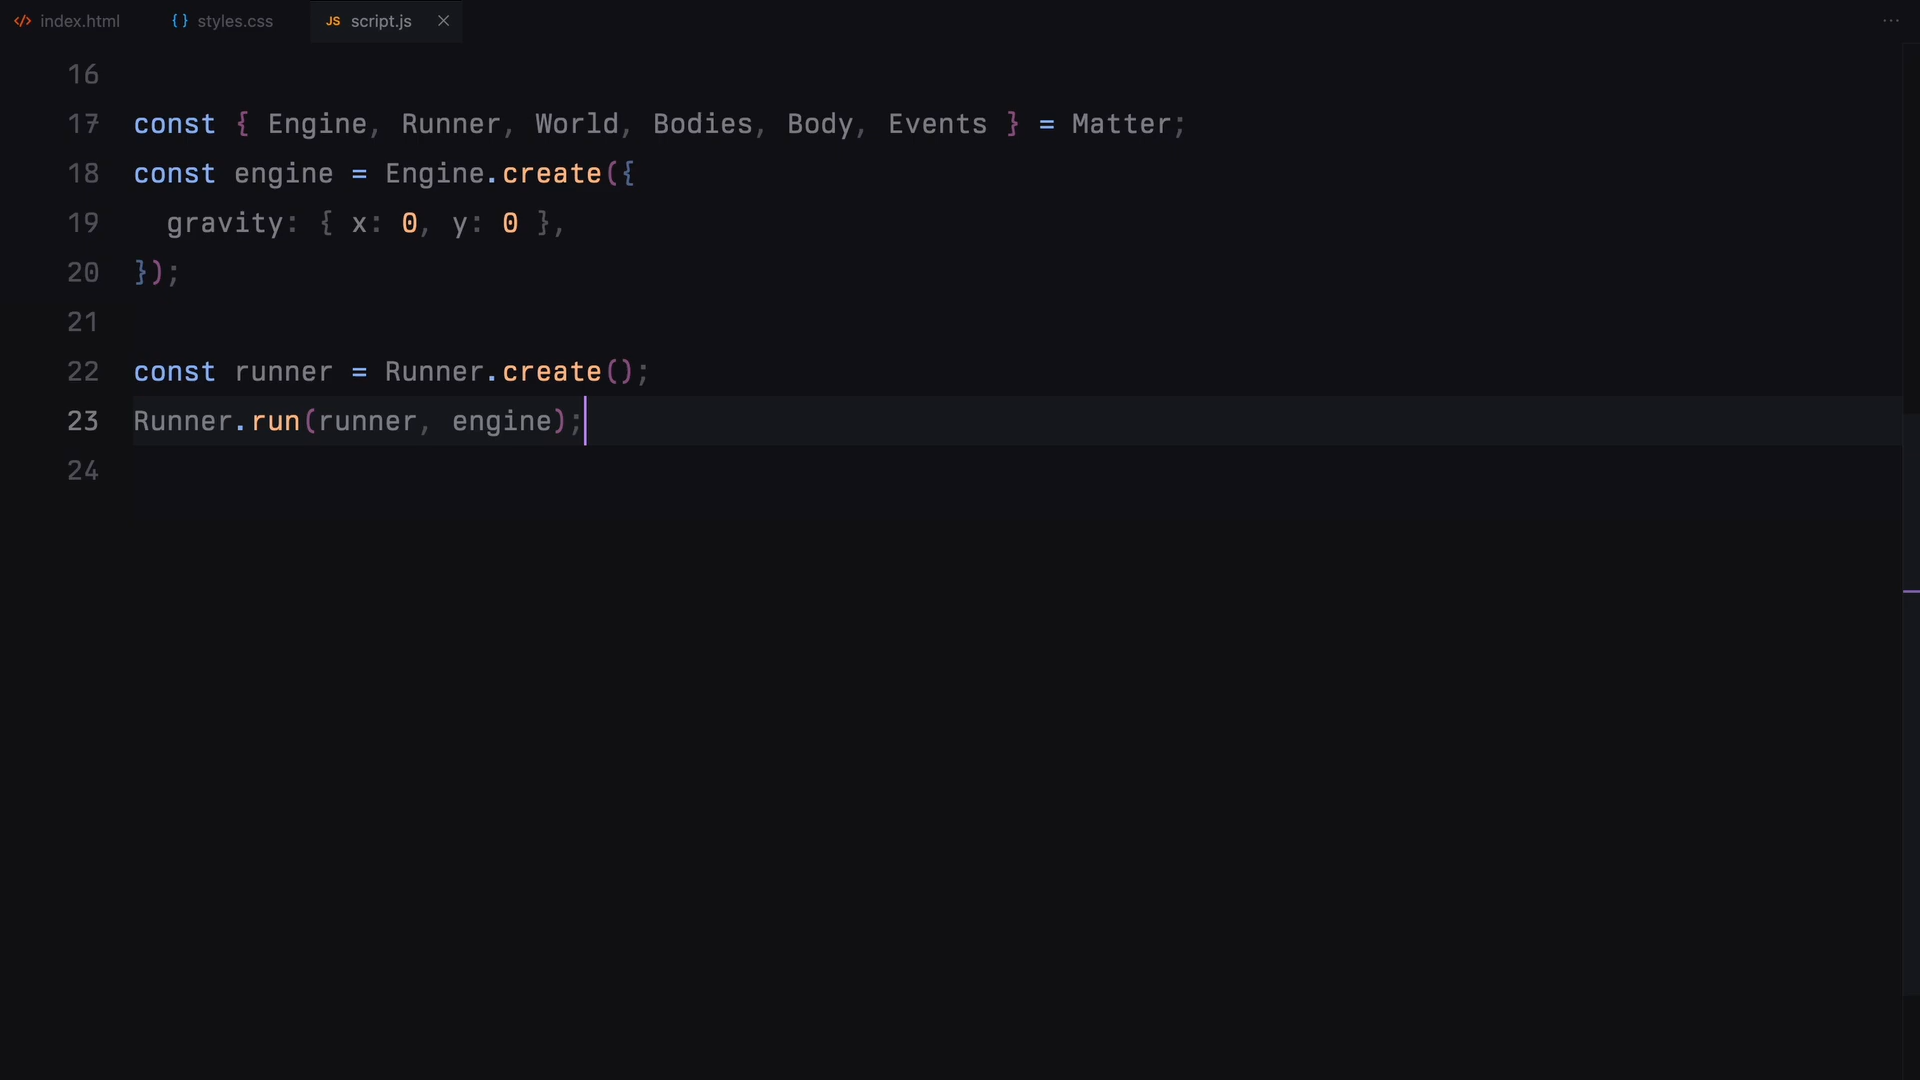 </> index.html {} styles.css JS script.js × ···
16
17 const { Engine, Runner, World, Bodies, Body, Events } = Matter;
18 const engine = Engine.create({
19   gravity: { x: 0, y: 0 },
20 });
21
22 const runner = Runner.create();
23 Runner.run(runner, engine);
24